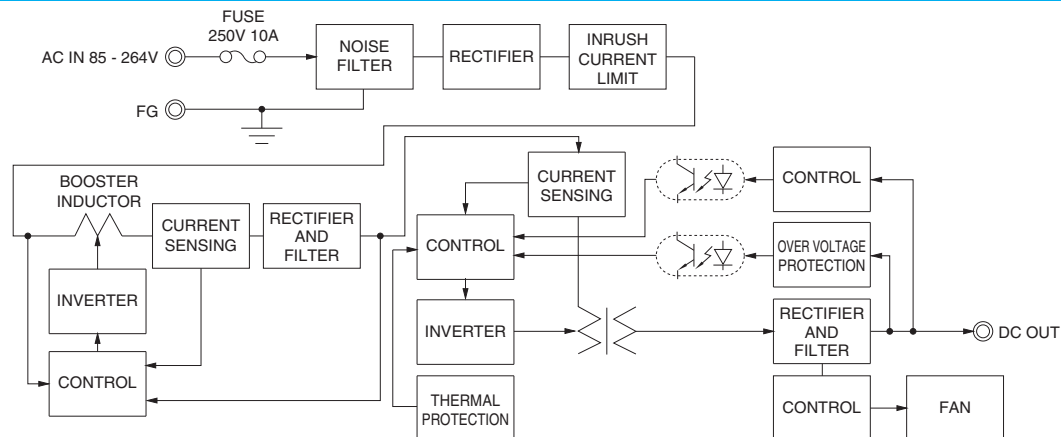 FUSE
250V 10A
AC IN 85 - 264V
NOISE
FILTER
RECTIFIER
INRUSH
CURRENT
LIMIT
FG
BOOSTER
INDUCTOR
CURRENT
SENSING
RECTIFIER
AND
FILTER
INVERTER
CONTROL
CURRENT
SENSING
CONTROL
INVERTER
THERMAL
PROTECTION
CONTROL
OVER VOLTAGE
PROTECTION
RECTIFIER
AND
FILTER
DC OUT
CONTROL
FAN